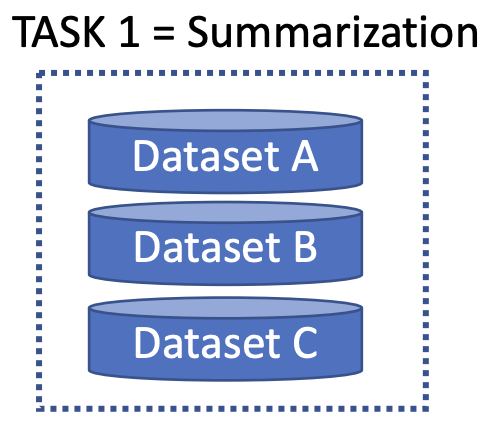 TASK 1 = Summarization
Dataset A
Dataset B
Dataset C